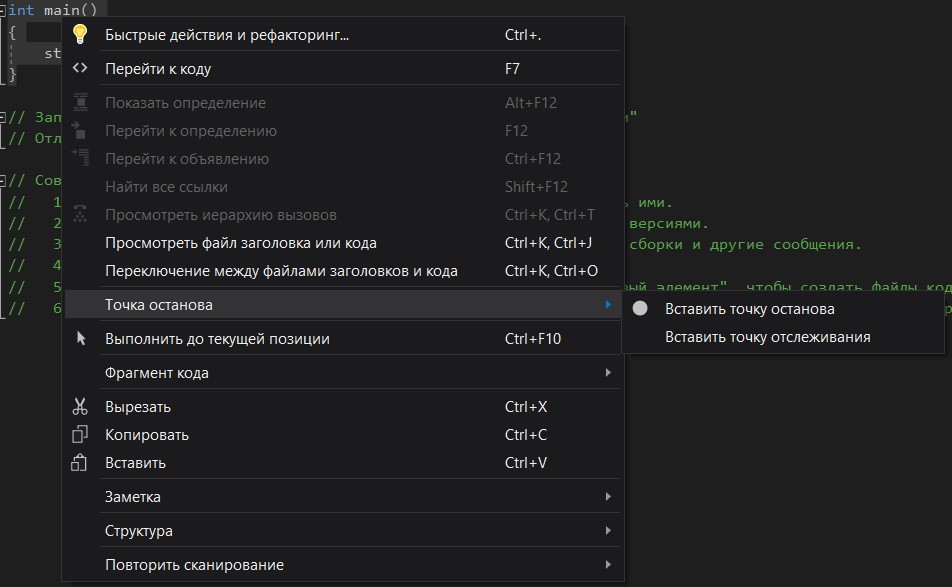 int main()
{
st
}
Быстрые действия и рефакторинг... Ctrl+.
Перейти к коду F7
Показать определение Alt+F12
Перейти к определению F12
Перейти к объявлению Ctrl+F12
Найти все ссылки Shift+F12
Просмотреть иерархию вызовов Ctrl+K, Ctrl+T
Просмотреть файл заголовка или кода Ctrl+K, Ctrl+J
Переключение между файлами заголовков и кода Ctrl+K, Ctrl+O
Точка останова
Выполнить до текущей позиции Ctrl+F10
Фрагмент кода
Вырезать Ctrl+X
Копировать Ctrl+C
Вставить Ctrl+V
Заметка
Структура
Повторить сканирование
Вставить точку останова
Вставить точку отслеживания
// Зап
// Отл
// Сов
// 1 ими.
// 2 версиями.
// 3 сборки и другие сообщения.
// 4
// 5 элемент", чтобы создать файлы код
// 6